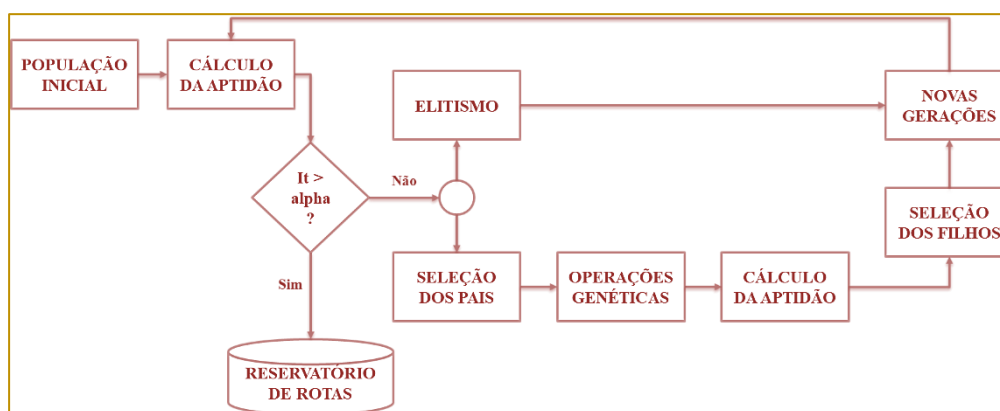 POPULAÇÃO
INICIAL
CÁLCULO
DA APTIDÃO
ELITISMO
NOVAS
GERAÇÕES
It >
alpha
?
Não
Sim
SELEÇÃO
DOS PAIS
OPERAÇÕES
GENÉTICAS
CÁLCULO
DA APTIDÃO
SELEÇÃO
DOS FILHOS
RESERVATÓRIO
DE ROTAS